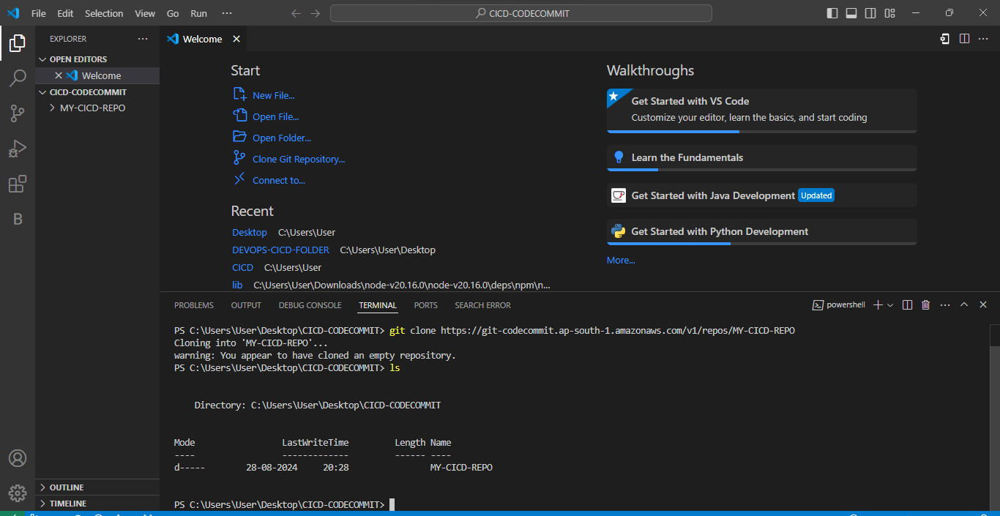 File Edit Selection View Go Run ··· CICD-CODECOMMIT
EXPLORER ···
OPEN EDITORS
Welcome
CICD-CODECOMMIT
MY-CICD-REPO
B
OUTLINE
TIMELINE
Welcome
Start
New File...
Open File...
Open Folder...
Clone Git Repository...
Connect to...
Recent
Desktop C:\Users\User
DEVOPS-CICD-FOLDER C:\Users\User\Desktop
CICD C:\Users\User
lib C:\Users\User\Downloads\node-v20.16.0\node-v20.16.0\deps\npm\n...
Walkthroughs
Get Started with VS Code
Customize your editor, learn the basics, and start coding
Learn the Fundamentals
Get Started with Java Development Updated
Get Started with Python Development
More...
PROBLEMS OUTPUT DEBUG CONSOLE TERMINAL PORTS SEARCH ERROR powershell
PS C:\Users\User\Desktop\CICD-CODECOMMIT> git clone https://git-codecommit.ap-south-1.amazonaws.com/v1/repos/MY-CICD-REPO
Cloning into 'MY-CICD-REPO'...
warning: You appear to have cloned an empty repository.
PS C:\Users\User\Desktop\CICD-CODECOMMIT> ls
Directory: C:\Users\User\Desktop\CICD-CODECOMMIT
Mode LastWriteTime Length Name
---- ------------- ------ ----
d----- 28-08-2024 20:28 MY-CICD-REPO
PS C:\Users\User\Desktop\CICD-CODECOMMIT>